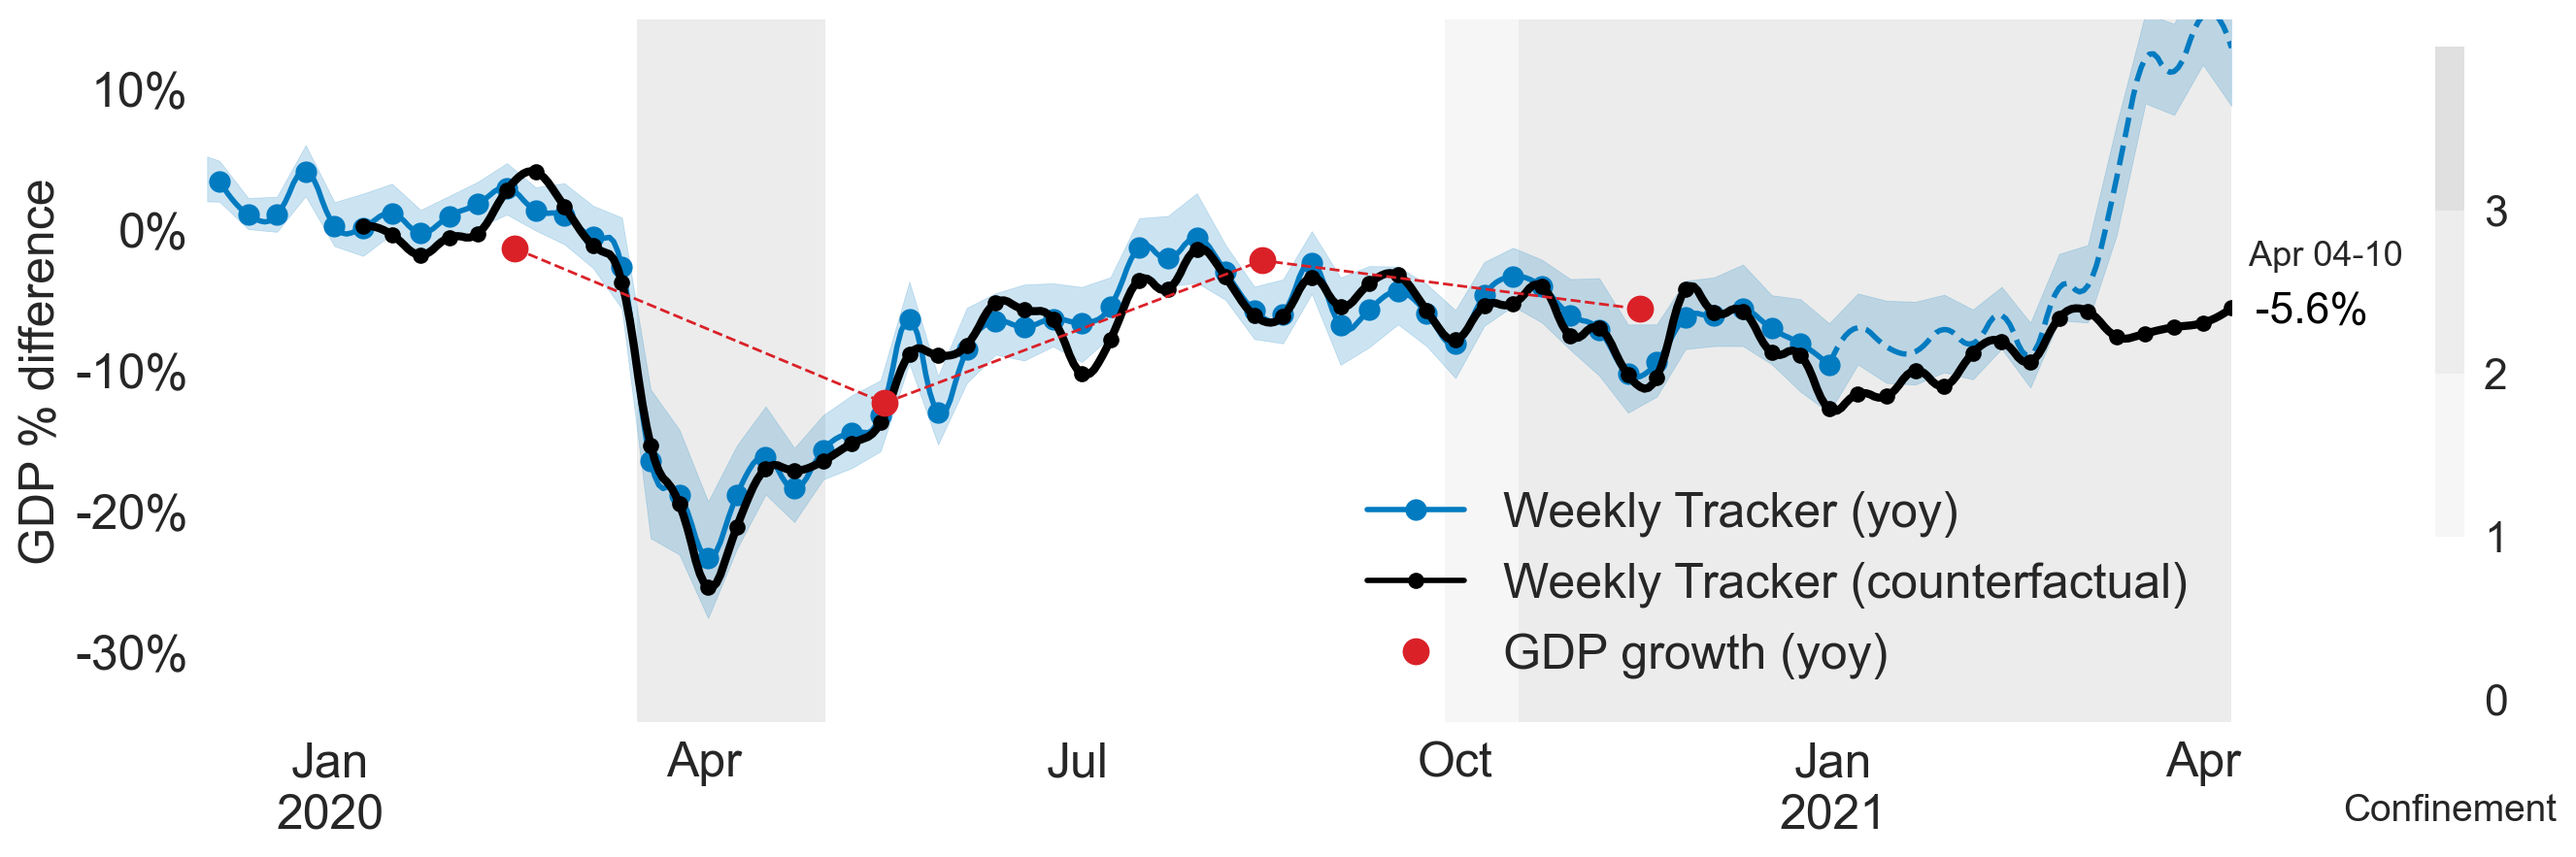 GDP % difference
10%
0%
-10%
-20%
-30%
Jan
2020
Apr
Jul
Oct
Jan
2021
Apr
Weekly Tracker (yoy)
Weekly Tracker (counterfactual)
GDP growth (yoy)
Apr 04-10
-5.6%
3
2
1
0
Confinement